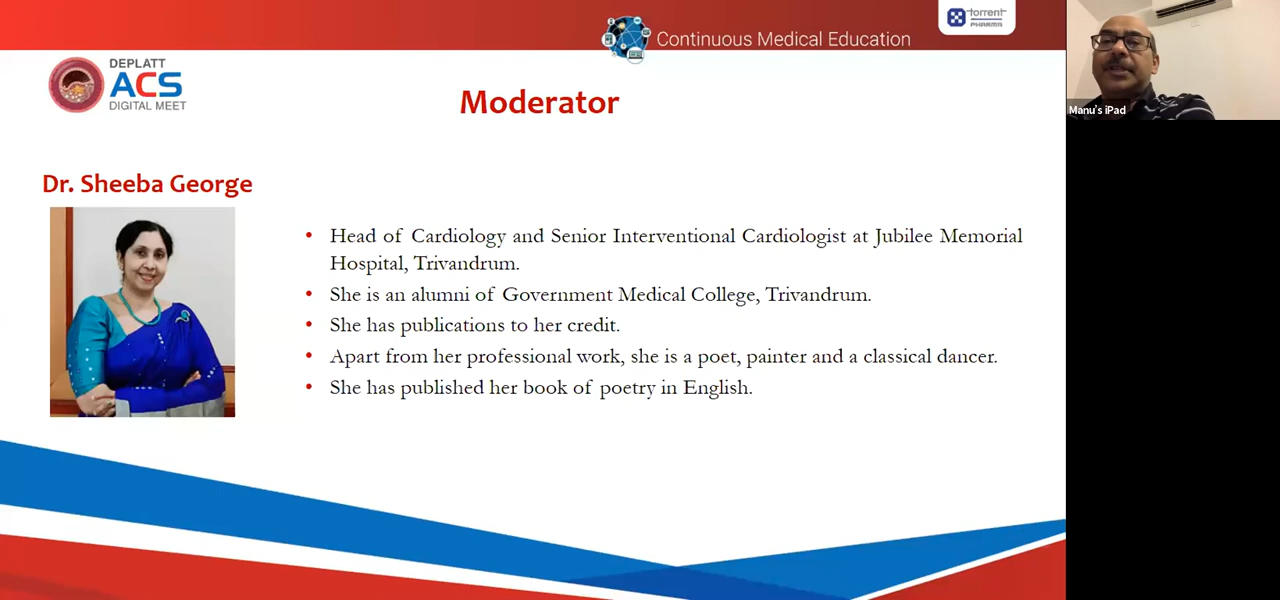 torrent
PHARMA
Continuous Medical Education
DEPLATT
ACS
DIGITAL MEET
Moderator
Manu's iPad
Dr. Sheeba George
• Head of Cardiology and Senior Interventional Cardiologist at Jubilee Memorial
Hospital, Trivandrum.
• She is an alumni of Government Medical College, Trivandrum.
• She has publications to her credit.
• Apart from her professional work, she is a poet, painter and a classical dancer.
• She has published her book of poetry in English.